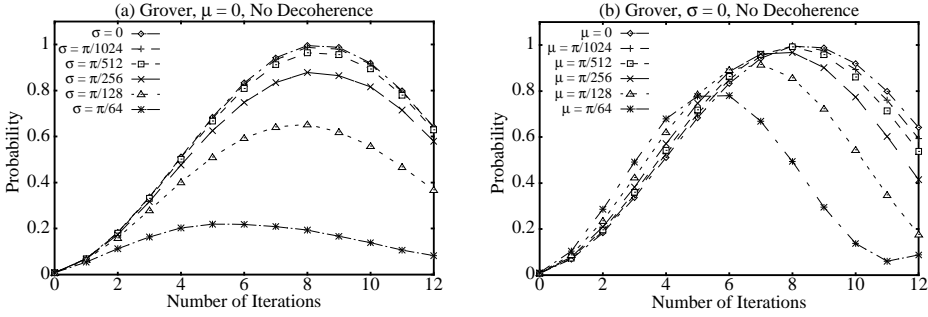 (a) Grover, μ = 0, No Decoherence
σ = 0
σ = π/1024
σ = π/512
σ = π/256
σ = π/128
σ = π/64
1
0.8
0.6
0.4
0.2
0
Probability
0 2 4 6 8 10 12
Number of Iterations
(b) Grover, σ = 0, No Decoherence
μ = 0
μ = π/1024
μ = π/512
μ = π/256
μ = π/128
μ = π/64
1
0.8
0.6
0.4
0.2
0
Probability
0 2 4 6 8 10 12
Number of Iterations